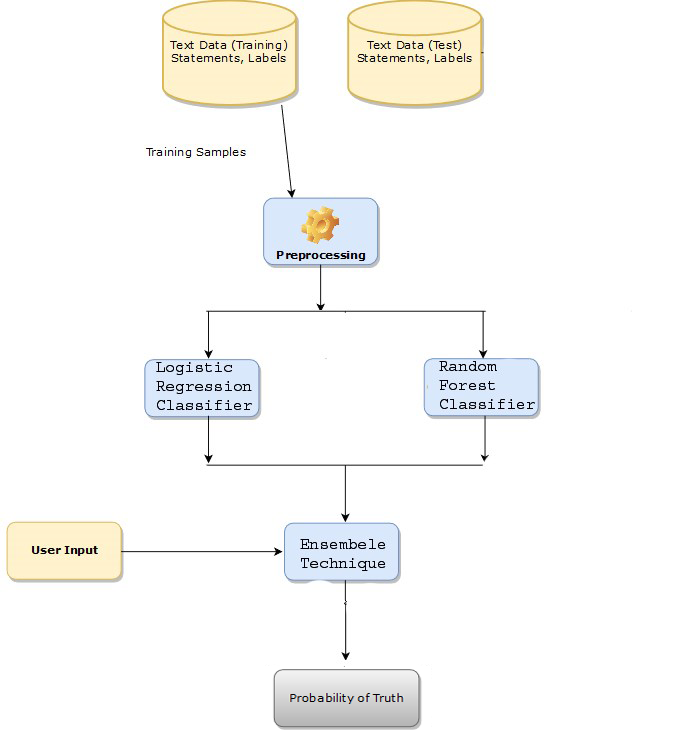 Text Data (Training)
Statements, Labels
Text Data (Test)
Statements, Labels
Training Samples
Preprocessing
Logistic
Regression
Classifier
Random
Forest
Classifier
User Input
Ensembele
Technique
Probability of Truth